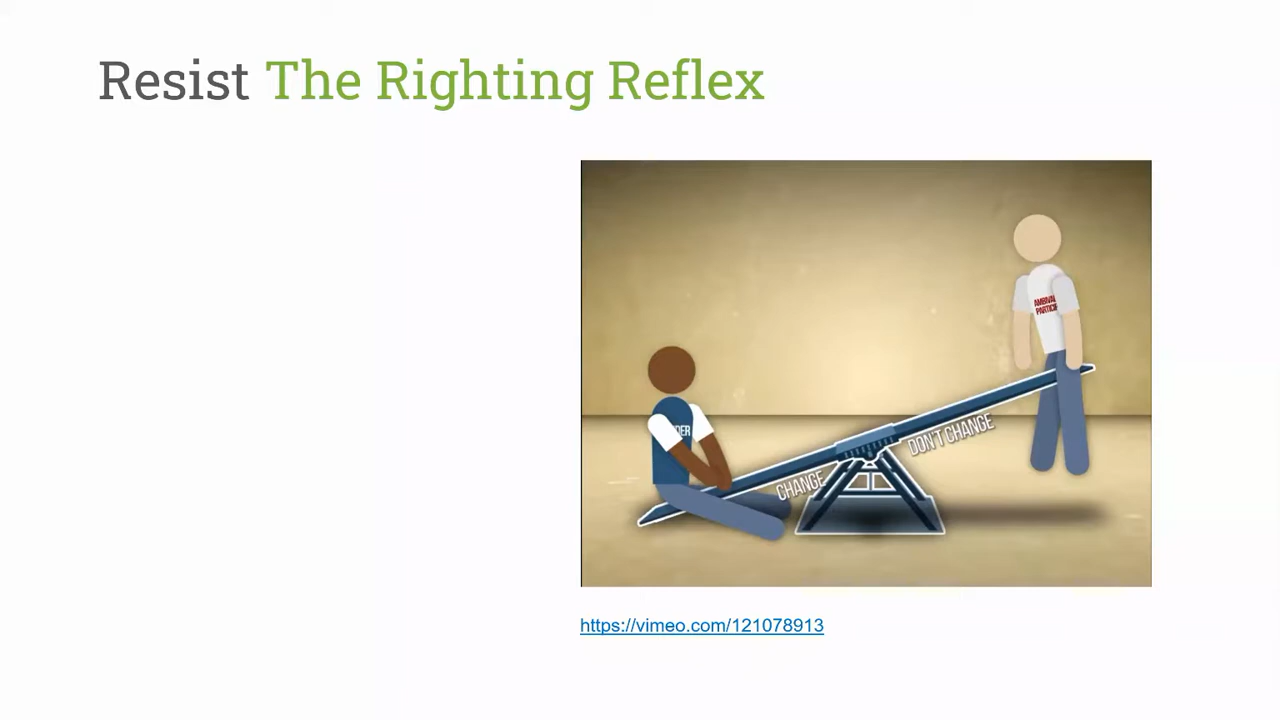 Resist The Righting Reflex
CHANGE
DON'T CHANGE
https://vimeo.com/121078913